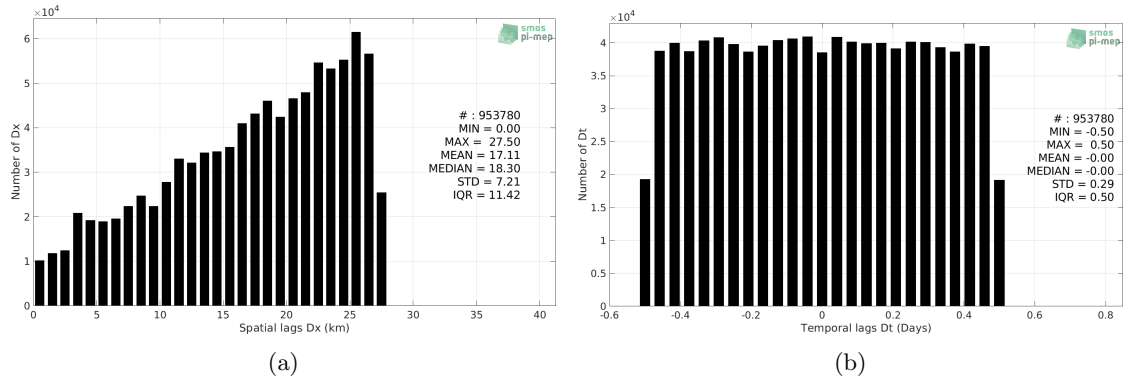 ×10⁴
6
5
4
3
2
1
0
Number of Dx
smos
pi-mep
# : 953780
MIN = 0.00
MAX = 27.50
MEAN = 17.11
MEDIAN = 18.30
STD = 7.21
IQR = 11.42
0 5 10 15 20 25 30 35 40
Spatial lags Dx (km)
(a)
×10⁴
4
3.5
3
2.5
2
1.5
1
0.5
0
Number of Dt
smos
pi-mep
# : 953780
MIN = -0.50
MAX = 0.50
MEAN = -0.00
MEDIAN = -0.00
STD = 0.29
IQR = 0.50
-0.6 -0.4 -0.2 0 0.2 0.4 0.6 0.8
Temporal lags Dt (Days)
(b)